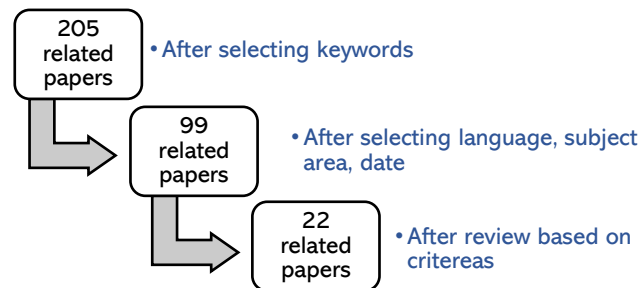 205
related
papers
• After selecting keywords
99
related
papers
• After selecting language, subject
area, date
22
related
papers
• After review based on
critereas